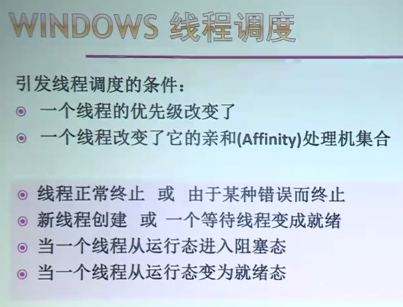 WINDOWS 线程调度
引发线程调度的条件：
一个线程的优先级改变了
一个线程改变了它的亲和(Affinity)处理机集合
线程正常终止 或 由于某种错误而终止
新线程创建 或 一个等待线程变成就绪
当一个线程从运行态进入阻塞态
当一个线程从运行态变为就绪态